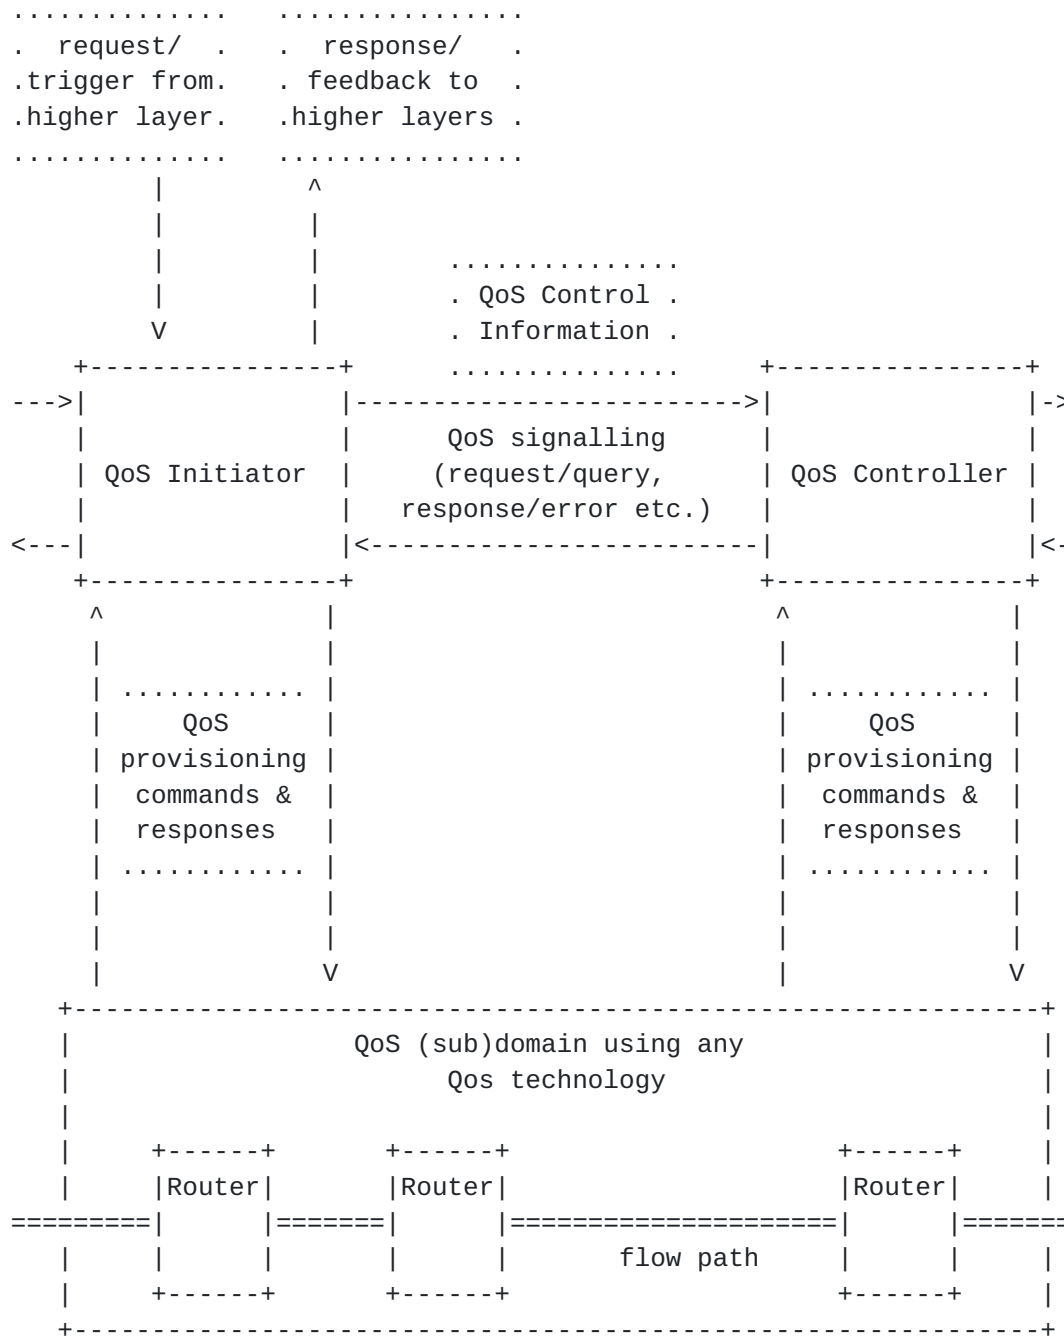 ..............   ................
.  request/  .   .  response/   .
.trigger from.   . feedback to  .
.higher layer.   .higher layers .
..............   ................
         |         ^
         |         |
         |         |        ...............
         |         |        . QoS Control .
         V         |        . Information .
    +----------------+      ...............     +----------------+
--->|                |------------------------->|                |->
    |                |      QoS signalling      |                |
    | QoS Initiator  |     (request/query,      | QoS Controller |
    |                |   response/error etc.)   |                |
<---|                |<-------------------------|                |<-
    +----------------+                          +----------------+
     ^              |                            ^              |
     |              |                            |              |
     | ............ |                            | ............ |
     |     QoS      |                            |     QoS      |
     | provisioning |                            | provisioning |
     |  commands &  |                            |  commands &  |
     |  responses   |                            |  responses   |
     | ............ |                            | ............ |
     |              |                            |              |
     |              |                            |              |
     |              V                            |              V
   +--------------------------------------------------------------+
   |                  QoS (sub)domain using any                   |
   |                        Qos technology                        |
   |                                                              |
   |     +------+       +------+                     +------+     |
   |     |Router|       |Router|                     |Router|     |
=========|      |=======|      |=====================|      |=======
   |     |      |       |      |       flow path     |      |     |
   |     +------+       +------+                     +------+     |
   +--------------------------------------------------------------+